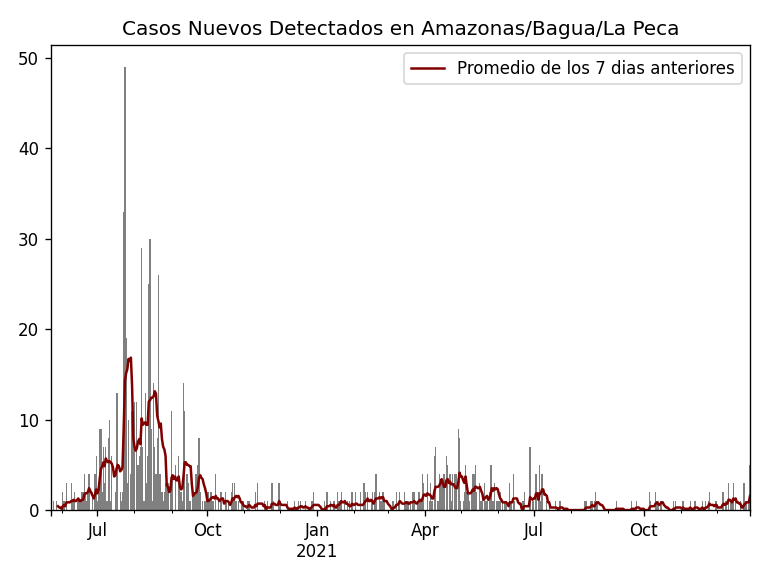 Casos Nuevos Detectados en Amazonas/Bagua/La Peca
Promedio de los 7 dias anteriores
50
40
30
20
10
0
Jul Oct Jan Apr Jul Oct
2021